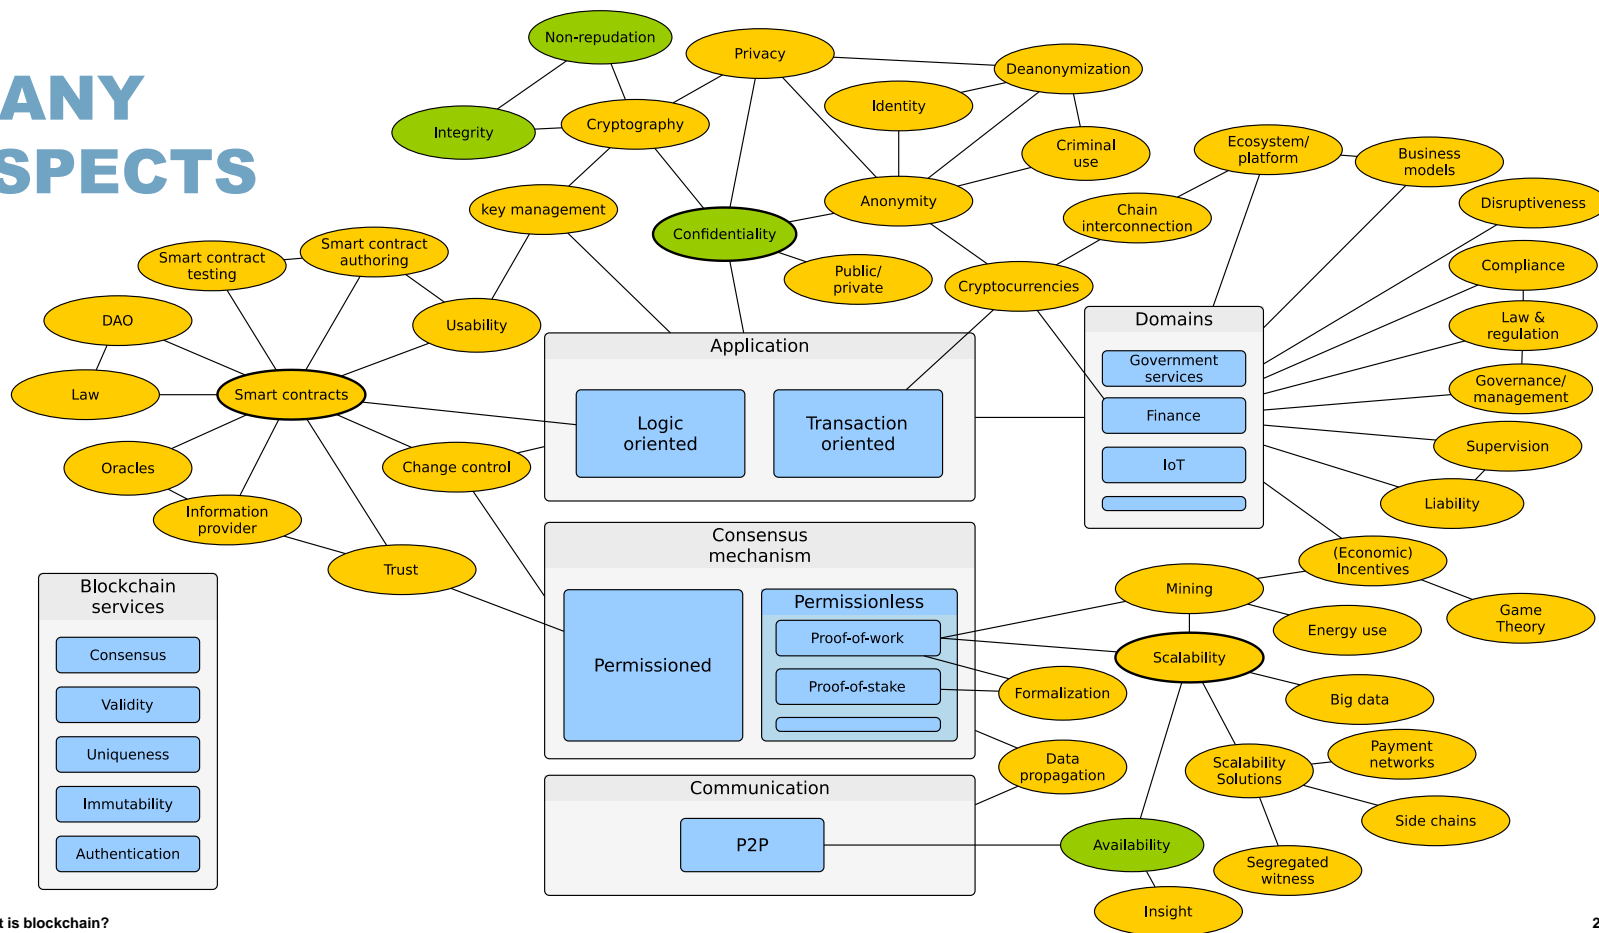 ANY
SPECTS
Non-repudation
Privacy
Deanonymization
Identity
Integrity
Cryptography
Criminal
use
Ecosystem/
platform
Business
models
key management
Anonymity
Chain
interconnection
Disruptiveness
Confidentiality
Smart contract
testing
Smart contract
authoring
Public/
private
Cryptocurrencies
Compliance
DAO
Usability
Domains
Law &
regulation
Application
Government
services
Law
Smart contracts
Governance/
management
Logic
oriented
Transaction
oriented
Finance
Supervision
Oracles
Change control
IoT
Liability
Information
provider
Consensus
mechanism
(Economic)
Incentives
Trust
Blockchain
services
Mining
Permissionless
Game
Theory
Proof-of-work
Energy use
Consensus
Permissioned
Scalability
Proof-of-stake
Formalization
Big data
Validity
Uniqueness
Data
propagation
Scalability
Solutions
Payment
networks
Communication
Immutability
Side chains
P2P
Availability
Authentication
Segregated
witness
Insight
t is blockchain?
2